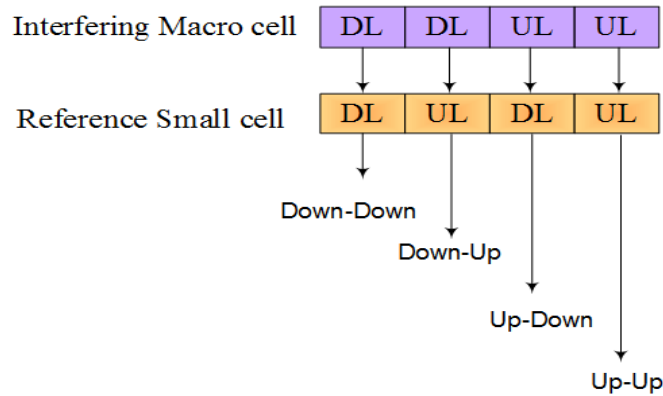 Interfering Macro cell DL DL UL UL
Reference Small cell DL UL DL UL
Down-Down
Down-Up
Up-Down
Up-Up